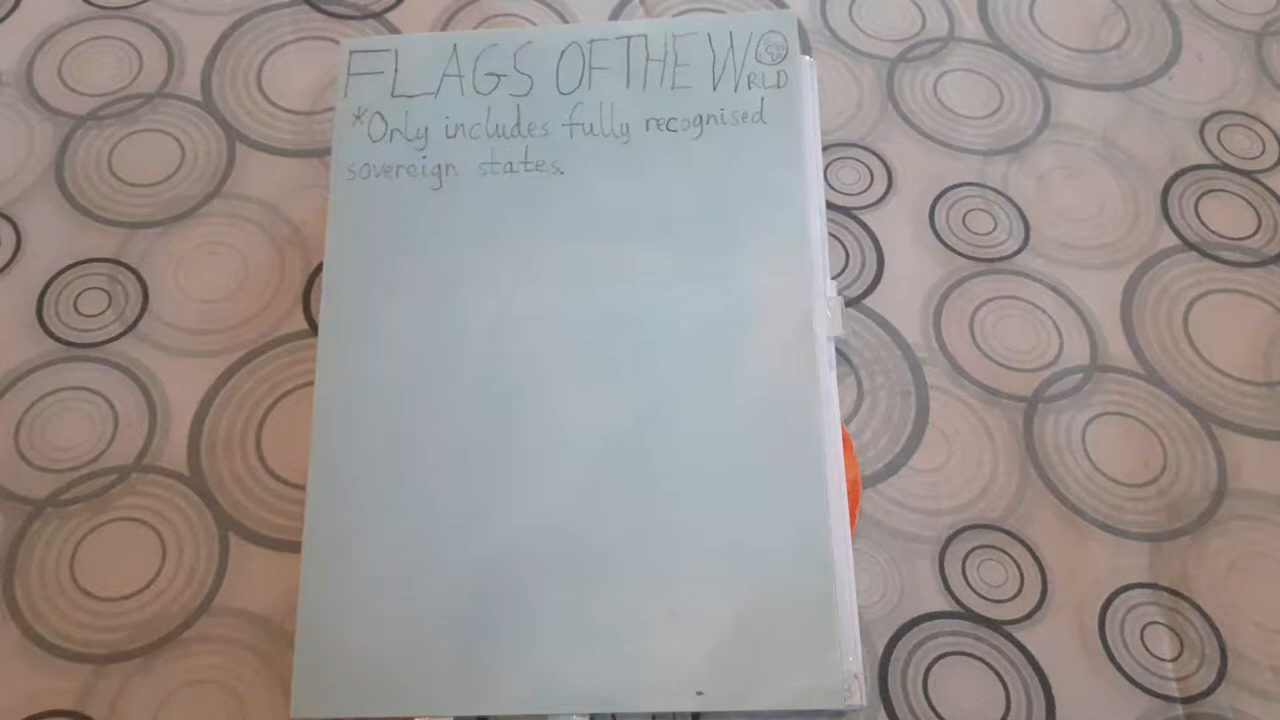 FLAGS OF THE WORLD
*Only includes fully recognised
sovereign states.